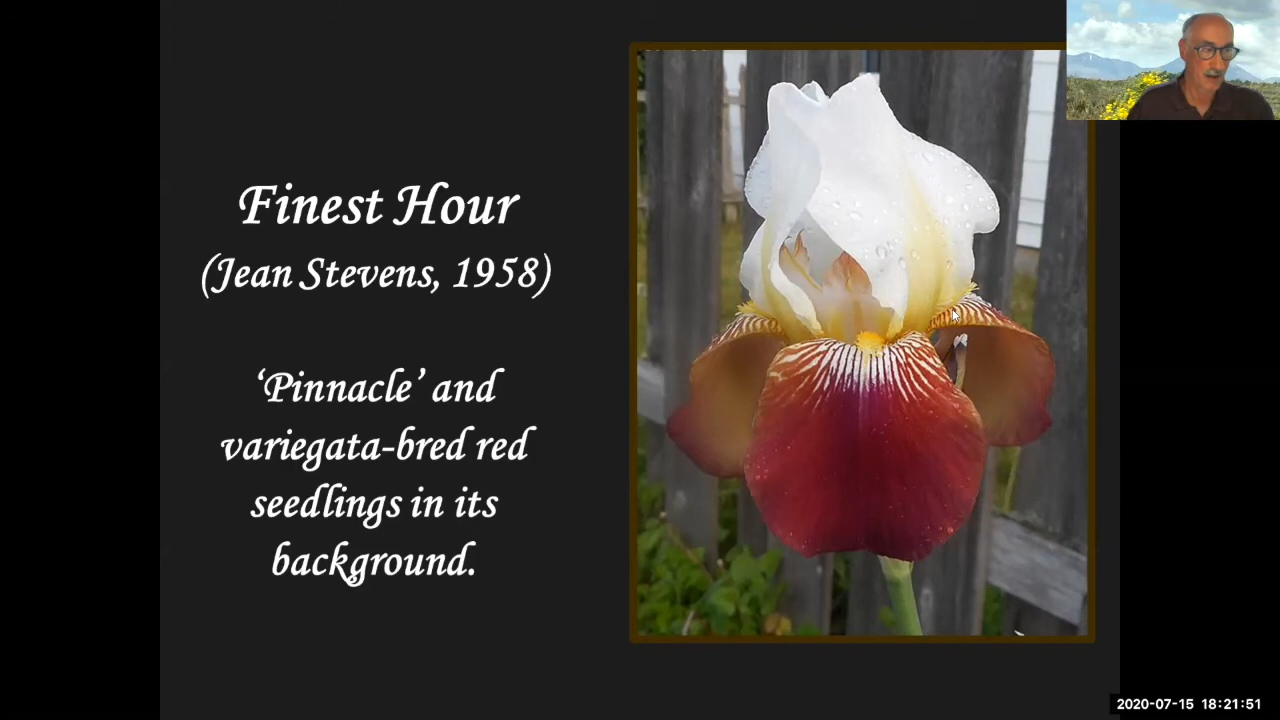 Finest Hour
(Jean Stevens, 1958)
‘Pinnacle’ and
variegata-bred red
seedlings in its
background.
2020-07-15 18:21:51